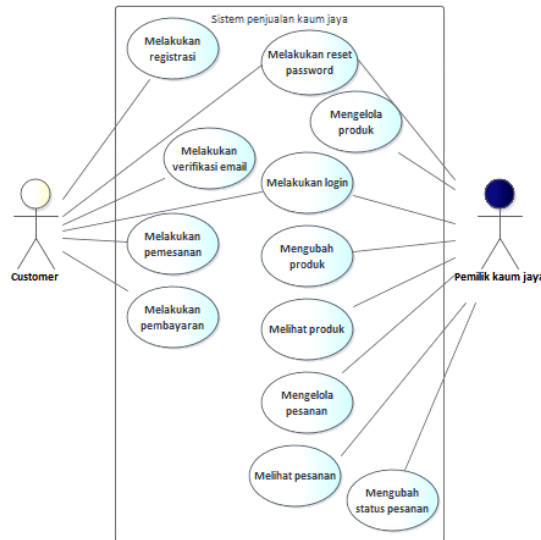 Sistem penjualan kaum jaya
Melakukan
registrasi
Melakukan reset
password
Mengelola
produk
Melakukan
verifikasi email
Melakukan login
Melakukan
pemesanan
Mengubah
produk
Customer
Pemilik kaum jaya
Melakukan
pembayaran
Melihat produk
Mengelola
pesanan
Melihat pesanan
Mengubah
status pesanan